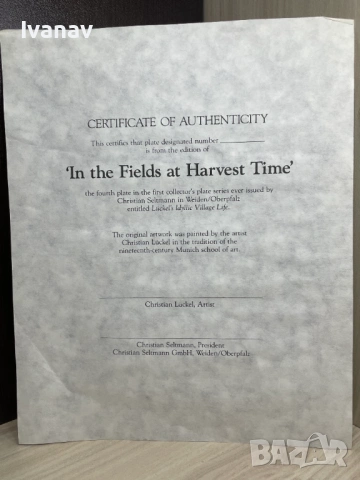 Ivanav
CERTIFICATE OF AUTHENTICITY
This certifies that plate designated number
is from the edition of
'In the Fields at Harvest Time'
the fourth plate in the first collector's plate series ever issued by
Christian Seltmann in Weiden/Oberpfalz
entitled Lückel's Idyllic Village Life.
The original artwork was painted by the artist
Christian Lückel in the tradition of the
nineteenth-century Munich school of art.
Christian Lückel, Artist
Christian Seltmann, President
Christian Seltmann GmbH, Weiden/Oberpfalz
BAZAR